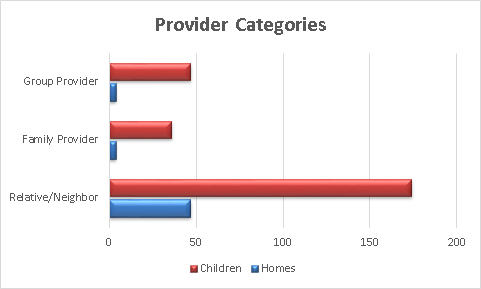 Provider Categories
Group Provider
Family Provider
Relative/Neighbor
0 50 100 150 200
Children Homes